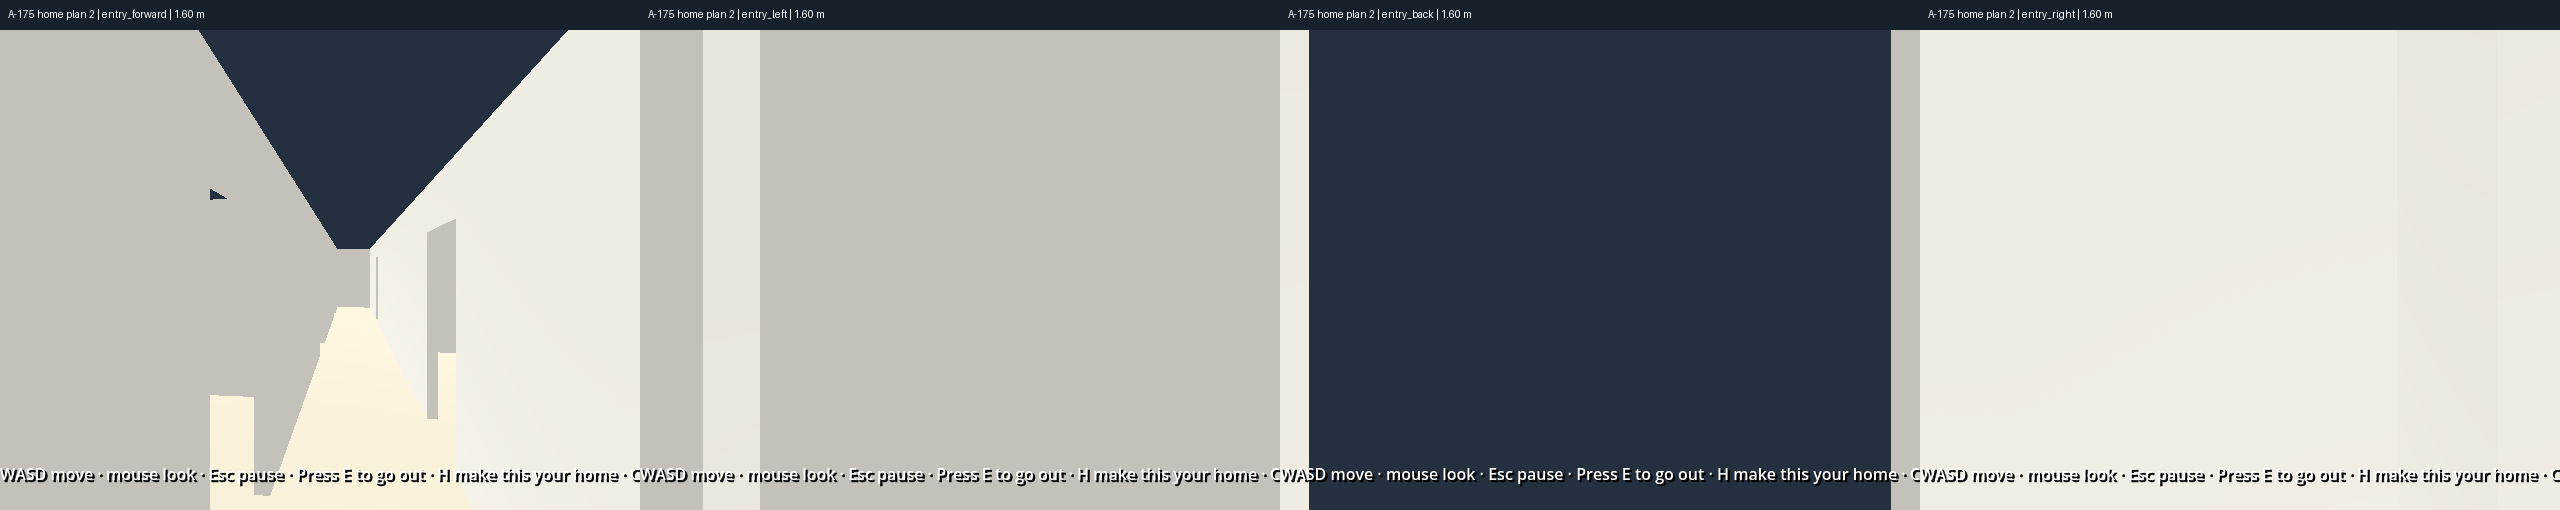 A-175 home plan 2 | entry_forward | 1.60 m
A-175 home plan 2 | entry_left | 1.60 m
A-175 home plan 2 | entry_back | 1.60 m
A-175 home plan 2 | entry_right | 1.60 m
WASD move · mouse look · Esc pause · Press E to go out · H make this your home · C
WASD move · mouse look · Esc pause · Press E to go out · H make this your home · C
WASD move · mouse look · Esc pause · Press E to go out · H make this your home · C
WASD move · mouse look · Esc pause · Press E to go out · H make this your home · C